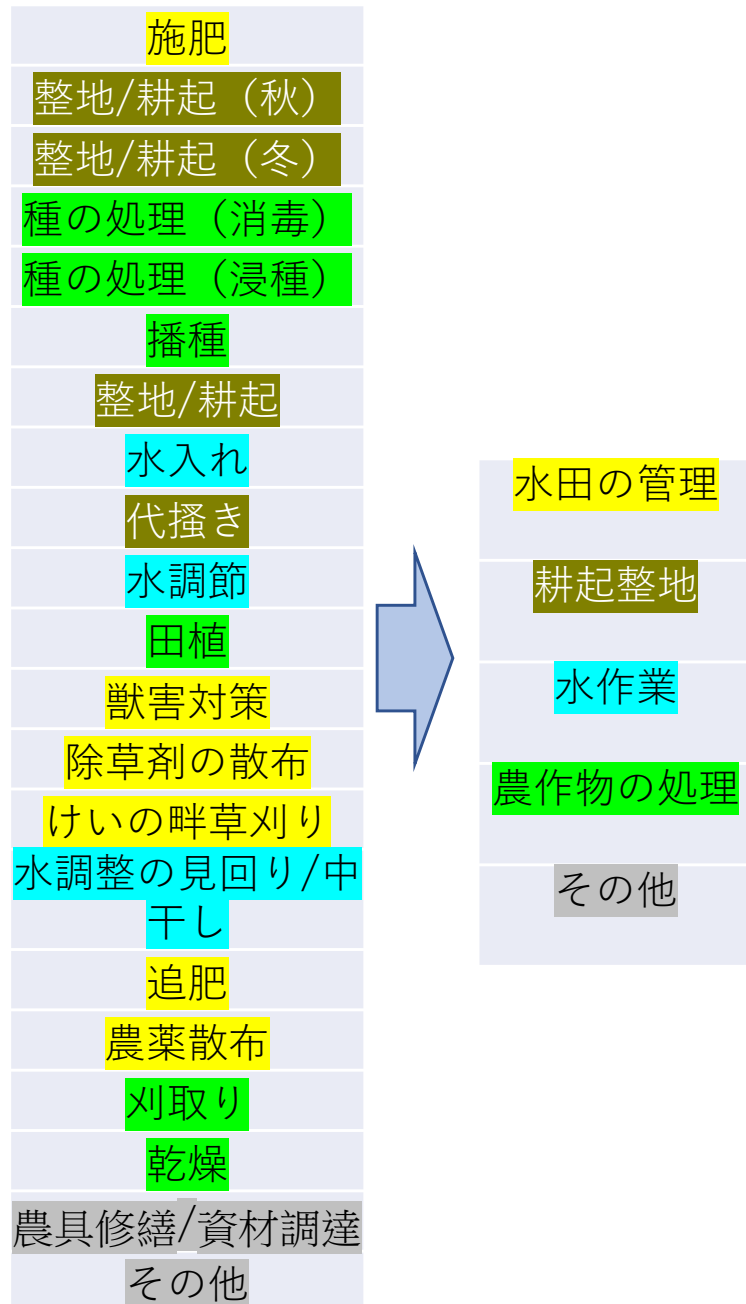 施肥
整地/耕起（秋）
整地/耕起（冬）
種の処理（消毒）
種の処理（浸種）
播種
整地/耕起
水入れ
代掻き
水調節
田植
獣害対策
除草剤の散布
けいの畔草刈り
水調整の見回り/中
干し
追肥
農薬散布
刈取り
乾燥
農具修繕/資材調達
その他
水田の管理
耕起整地
水作業
農作物の処理
その他